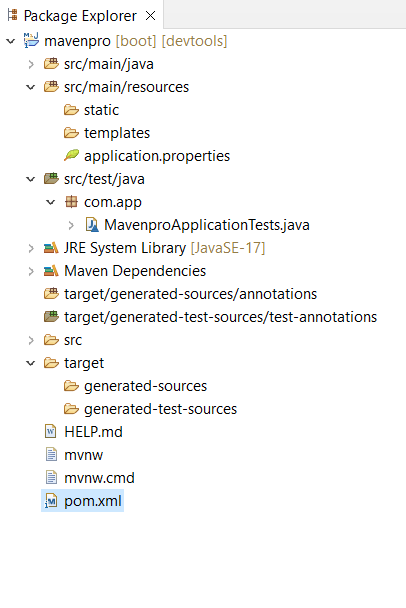 Package Explorer
mavenpro [boot] [devtools]
src/main/java
src/main/resources
static
templates
application.properties
src/test/java
com.app
MavenproApplicationTests.java
JRE System Library [JavaSE-17]
Maven Dependencies
target/generated-sources/annotations
target/generated-test-sources/test-annotations
src
target
generated-sources
generated-test-sources
HELP.md
mvnw
mvnw.cmd
pom.xml